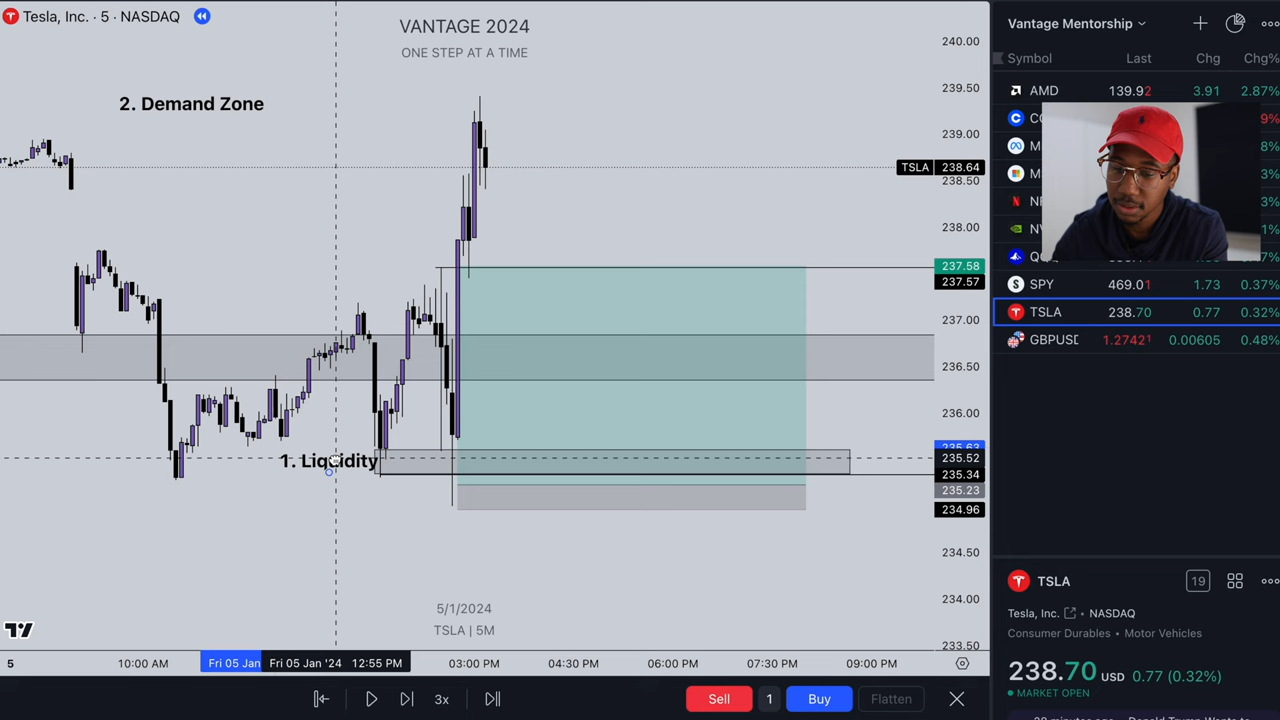 Tesla, Inc. · 5 · NASDAQ
VANTAGE 2024
ONE STEP AT A TIME
2. Demand Zone
1. Liquidity
240.00
239.50
239.00
TSLA 238.64
238.50
238.00
237.58
237.57
237.00
236.50
236.00
235.63
235.52
235.34
235.23
234.96
234.50
234.00
233.50
5/1/2024
TSLA | 5M
5
10:00 AM
Fri 05 Jan
Fri 05 Jan '24 12:55 PM
03:00 PM
04:30 PM
06:00 PM
07:30 PM
09:00 PM
3x
Sell
1
Buy
Flatten
Vantage Mentorship
Symbol Last Chg Chg%
AMD 139.92 3.91 2.87%
9%
8%
3%
3%
1%
SPY 469.01 1.73 0.37%
TSLA 238.70 0.77 0.32%
GBPUSD 1.27421 0.00605 0.48%
TSLA
19
Tesla, Inc. • NASDAQ
Consumer Durables • Motor Vehicles
238.70 USD 0.77 (0.32%)
MARKET OPEN